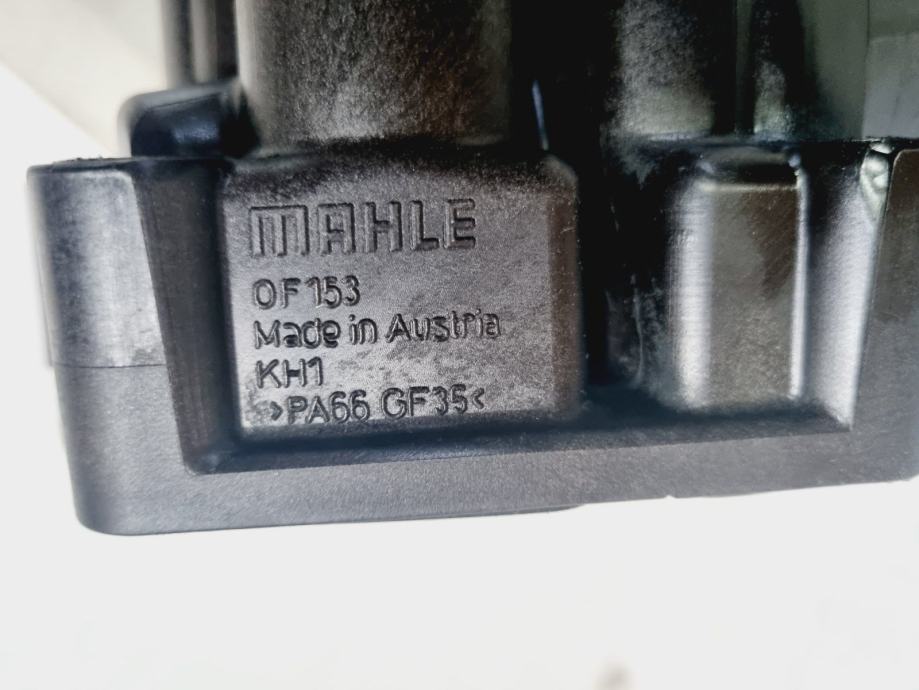 MAHLE
OF 153
Made in Austria
KH1
>PA66 GF35<